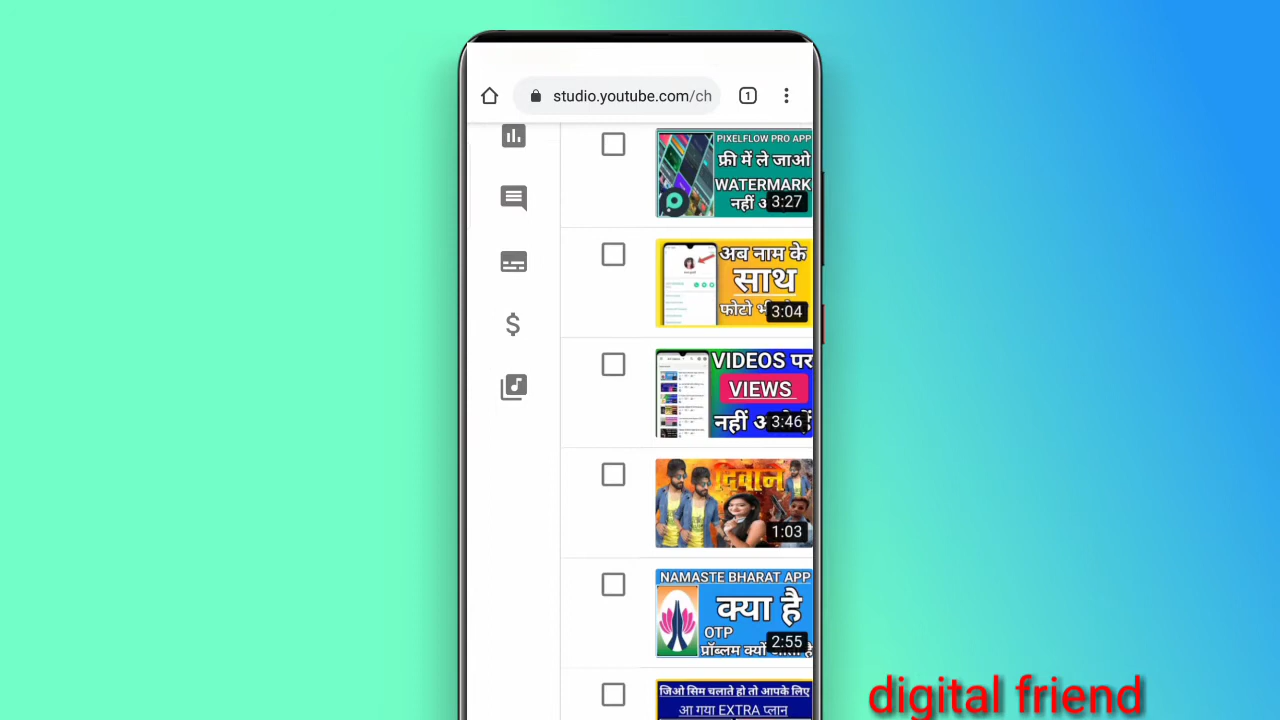 studio.youtube.com/ch
1
PIXELFLOW PRO APP
फ्री में ले जाओ
WATERMARK
नहीं
3:27
अब नाम के
साथ
फोटो
3:04
VIDEOS पर
VIEWS
नहीं
3:46
दिवाने
1:03
NAMASTE BHARAT APP
क्या है
OTP
2:55
प्रॉब्लम क्यों
जिओ सिम चलाते हो तो आपके लिए
आ गया EXTRA प्लान
digital friend